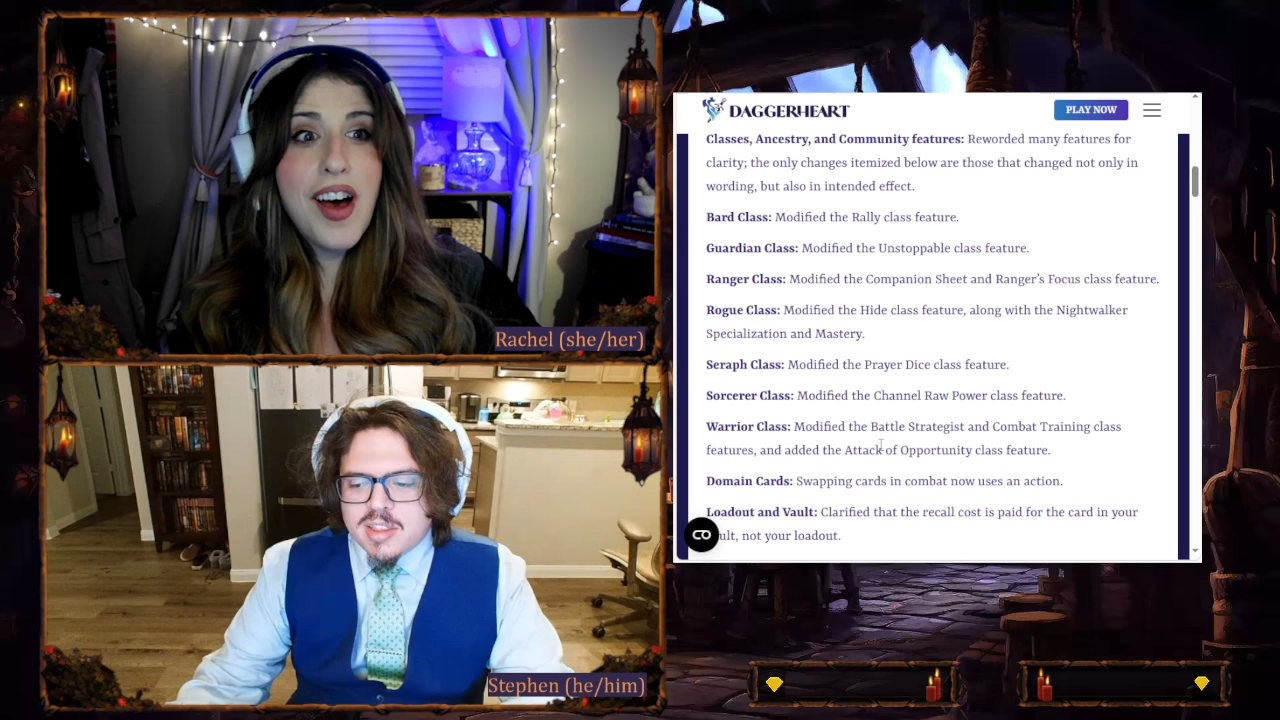 Rachel (she/her)
Stephen (he/him)
DAGGERHEART
PLAY NOW
Classes, Ancestry, and Community features: Reworded many features for
clarity; the only changes itemized below are those that changed not only in
wording, but also in intended effect.
Bard Class: Modified the Rally class feature.
Guardian Class: Modified the Unstoppable class feature.
Ranger Class: Modified the Companion Sheet and Ranger’s Focus class feature.
Rogue Class: Modified the Hide class feature, along with the Nightwalker
Specialization and Mastery.
Seraph Class: Modified the Prayer Dice class feature.
Sorcerer Class: Modified the Channel Raw Power class feature.
Warrior Class: Modified the Battle Strategist and Combat Training class
features, and added the Attack of Opportunity class feature.
Domain Cards: Swapping cards in combat now uses an action.
Loadout and Vault: Clarified that the recall cost is paid for the card in your
ult, not your loadout.